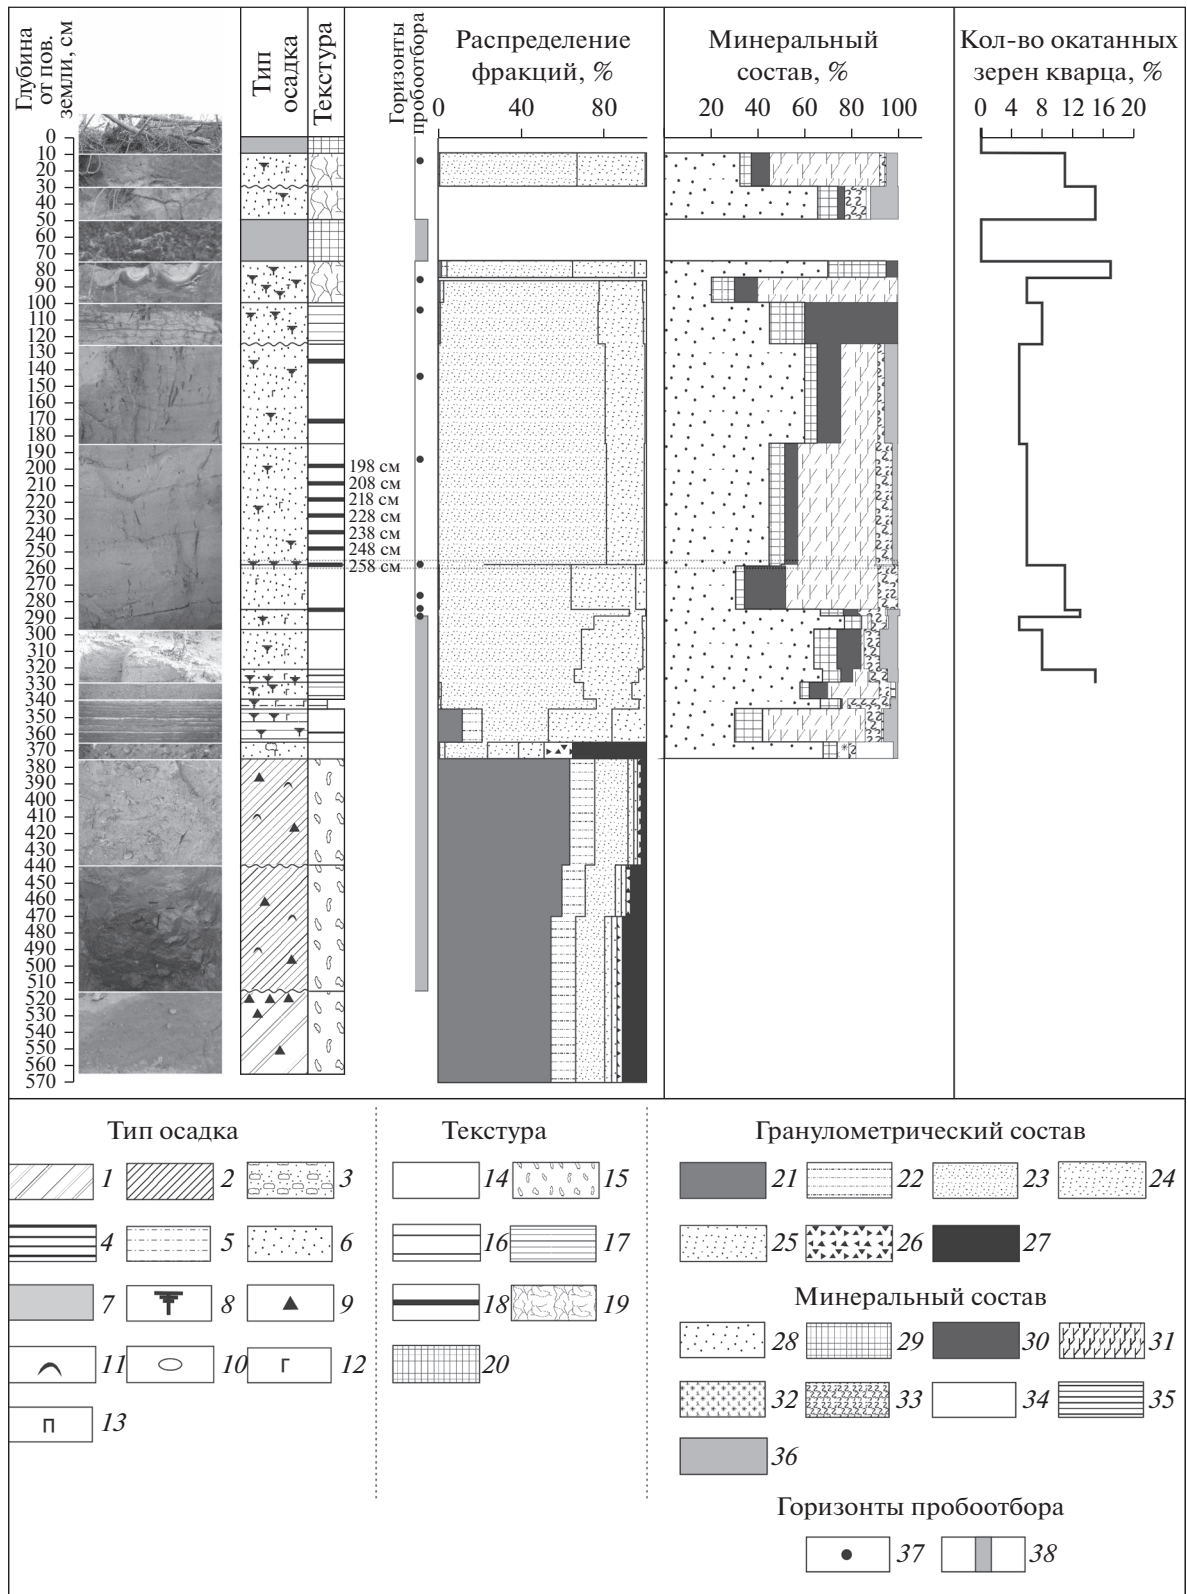 Глубина
от пов.
земли, см
Тип
осадка
Текстура
Горизонты
пробоотбора
Распределение
фракций, %
0 40 80
Минеральный
состав, %
20 40 60 80 100
Кол-во окатанных
зерен кварца, %
0 4 8 12 16 20
0
10
20
30
40
50
60
70
80
90
100
110
120
130
140
150
160
170
180
190
200
210
220
230
240
250
260
270
280
290
300
310
320
330
340
350
360
370
380
390
400
410
420
430
440
450
460
470
480
490
500
510
520
530
540
550
560
570
198 см
208 см
218 см
228 см
238 см
248 см
258 см
Тип осадка
1 2 3
4 5 6
7 8 9
11 10 г 12
п 13
Текстура
14 15
16 17
18 19
20
Гранулометрический состав
21 22 23 24
25 26 27
Минеральный состав
28 29 30 31
32 33 34 35
36
Горизонты пробоотбора
37 38